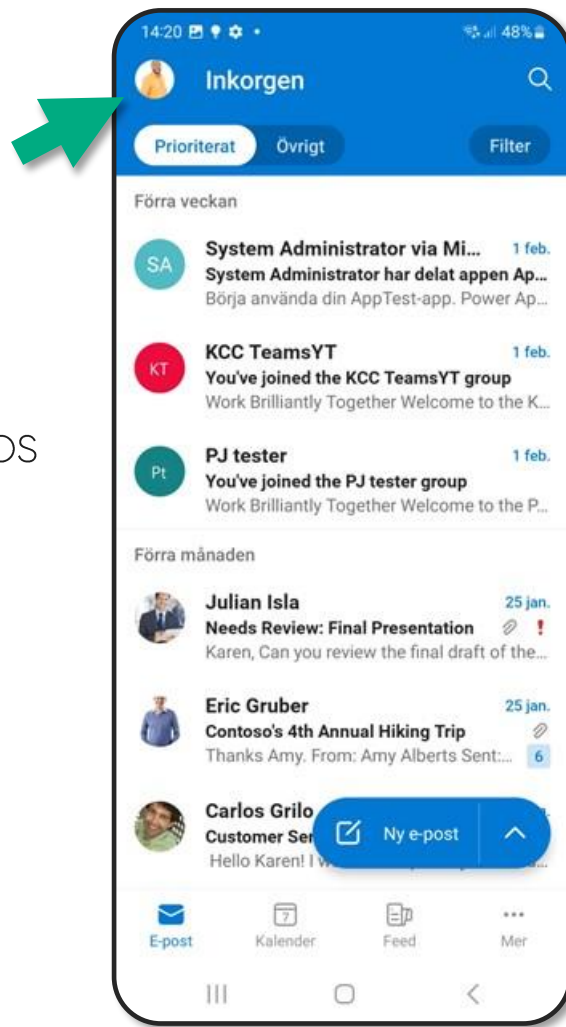 14:20
48%
Inkorgen
Prioriterat Övrigt Filter
Förra veckan
SA
System Administrator via Mi... 1 feb.
System Administrator har delat appen Ap...
Börja använda din AppTest-app. Power Ap...
KT
KCC TeamsYT 1 feb.
You've joined the KCC TeamsYT group
Work Brilliantly Together Welcome to the K...
OS
Pt
PJ tester 1 feb.
You've joined the PJ tester group
Work Brilliantly Together Welcome to the P...
Förra månaden
Julian Isla 25 jan.
Needs Review: Final Presentation
Karen, Can you review the final draft of the...
Eric Gruber 25 jan.
Contoso's 4th Annual Hiking Trip
Thanks Amy. From: Amy Alberts Sent:... 6
Carlos Grilo
Customer Ser
Hello Karen! I
Ny e-post
7
E-post Kalender Feed Mer